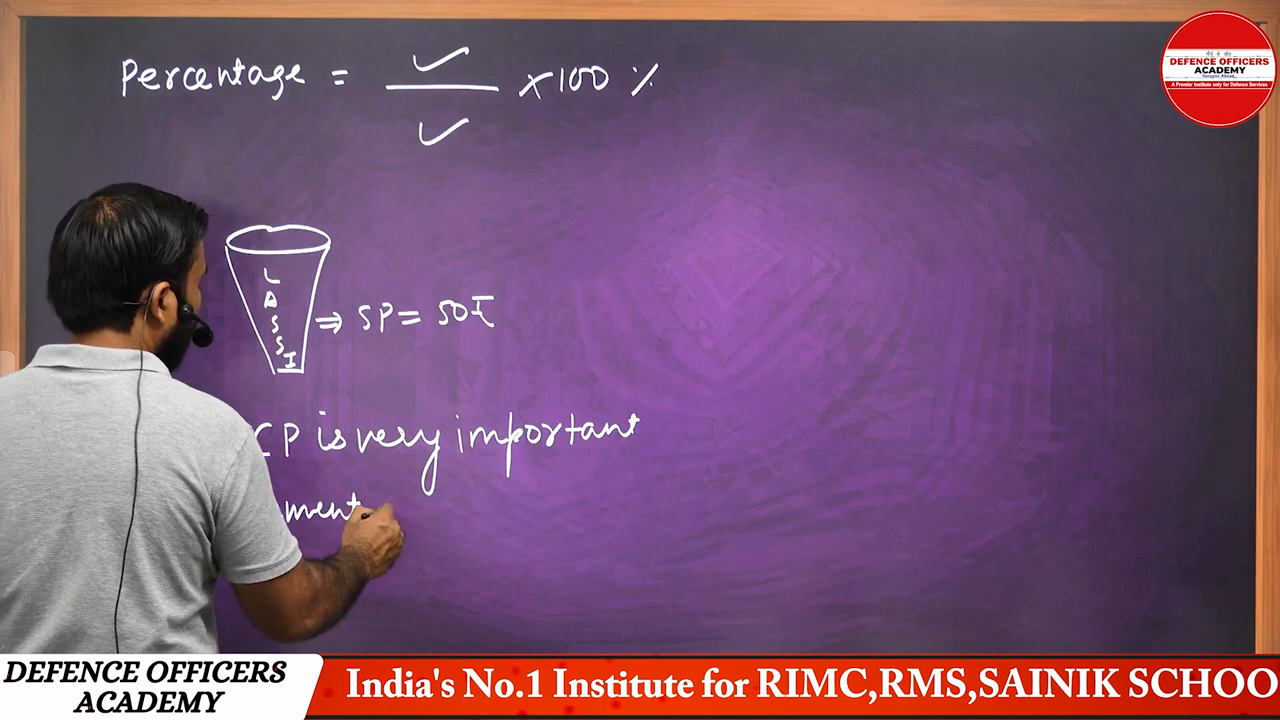 Percentage = ✓/✓ ×100 %
LASSI
⇒ SP = 50₹
CP is very important
DEFENCE OFFICERS
ACADEMY
A Premier Institute only for Defence Services
DEFENCE OFFICERS
ACADEMY
India's No.1 Institute for RIMC,RMS,SAINIK SCHOO